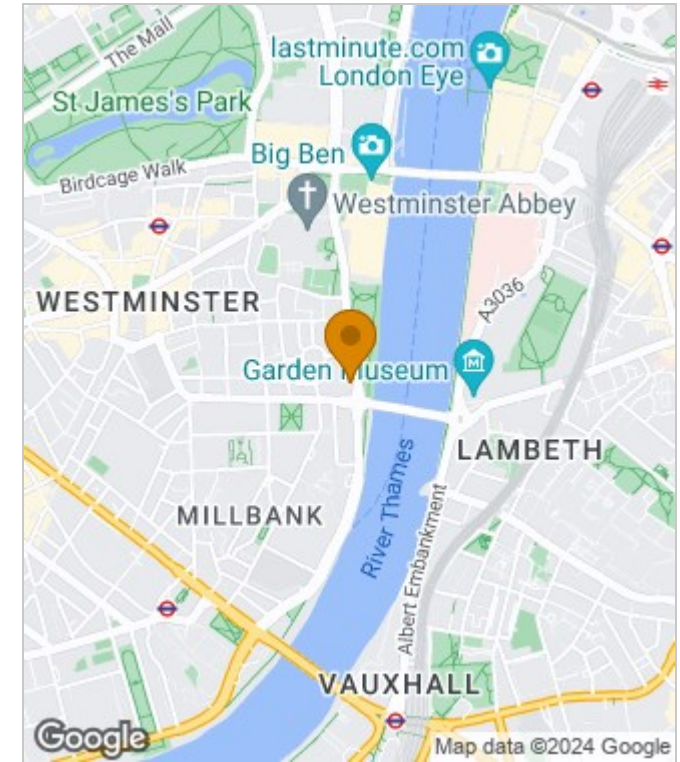 The Mall
lastminute.com
London Eye
St James's Park
Big Ben
Birdcage Walk
Westminster Abbey
WESTMINSTER
A3036
Garden Museum
LAMBETH
MILLBANK
River Thames
Albert Embankment
VAUXHALL
Google
Map data ©2024 Google